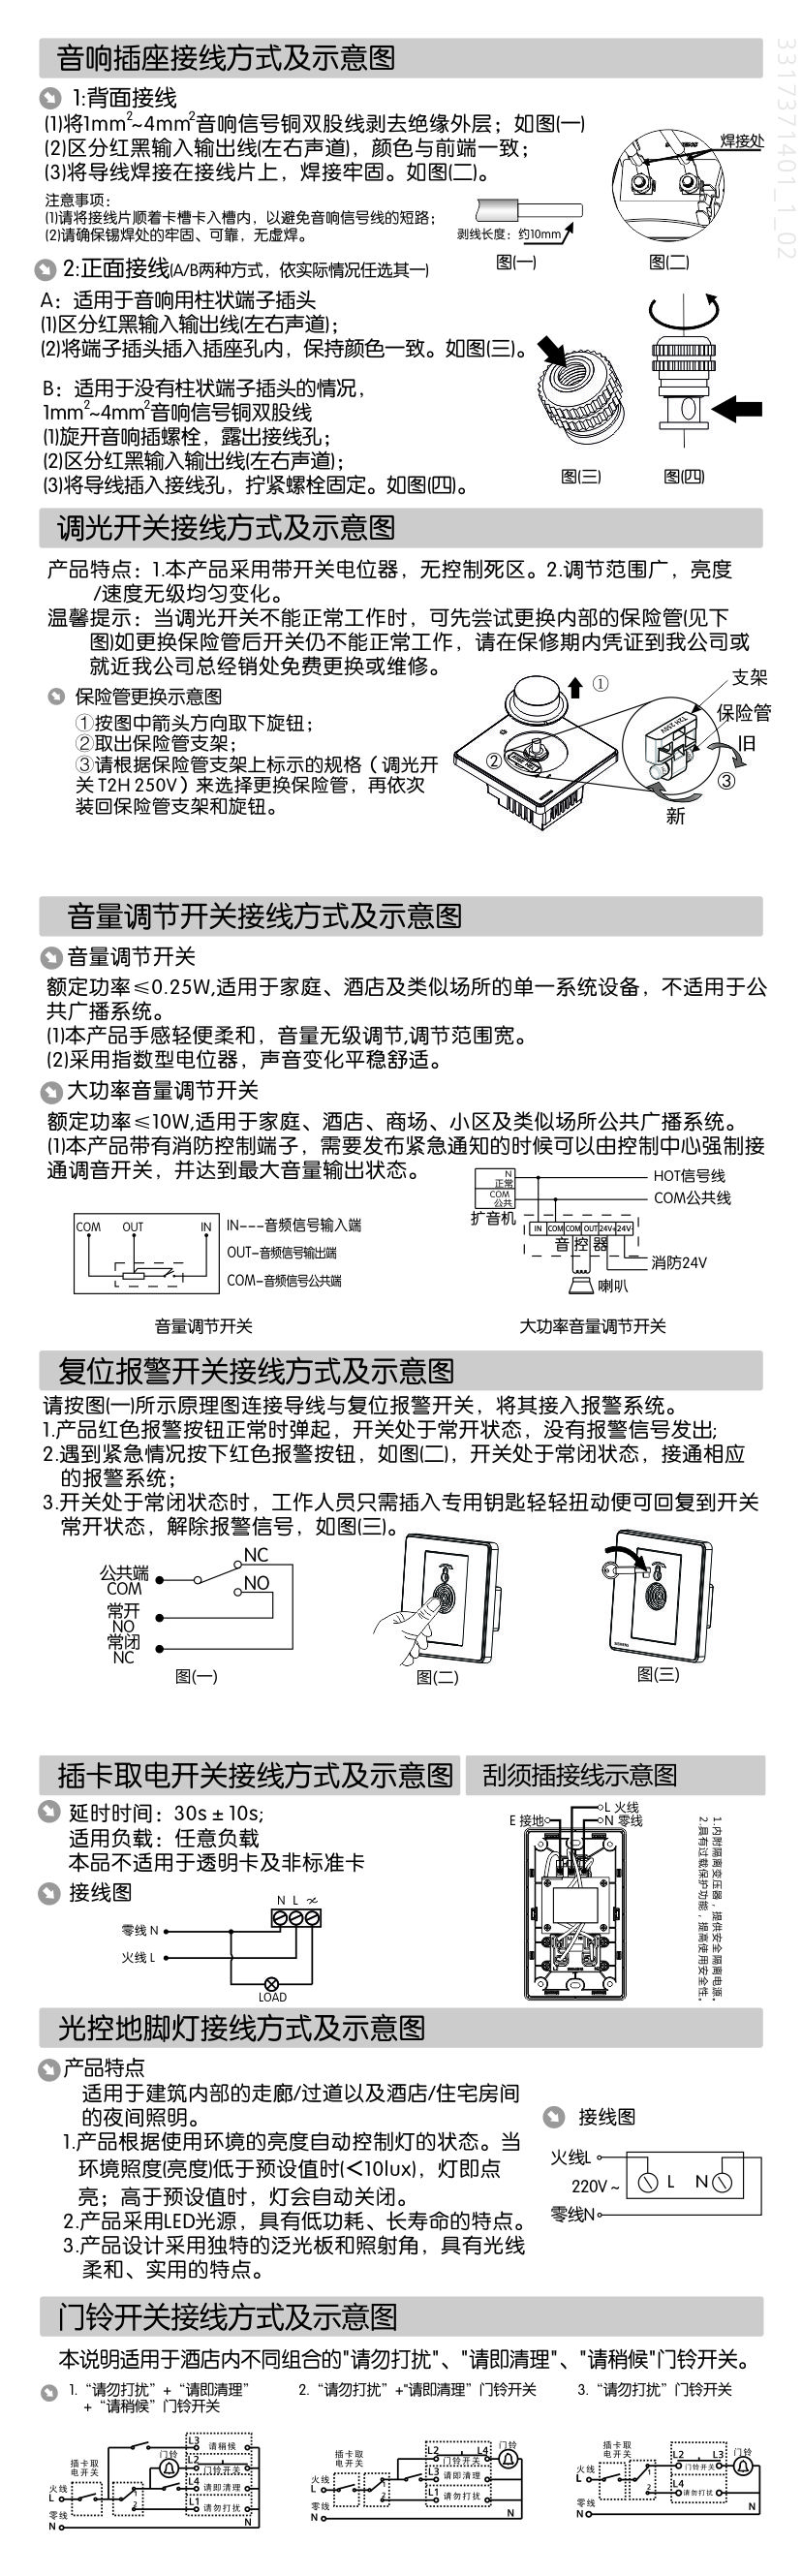 音响插座接线方式及示意图
3317371401_1_02
1:背面接线
(1)将1mm²~4mm²音响信号铜双股线剥去绝缘外层；如图(一)
(2)区分红黑输入输出线(左右声道)，颜色与前端一致；
(3)将导线焊接在接线片上，焊接牢固。如图(二)。
注意事项：
(1)请将接线片顺着卡槽卡入槽内，以避免音响信号线的短路；
(2)请确保锡焊处的牢固、可靠，无虚焊。
剥线长度：约10mm
图(一)
焊接处
图(二)
2:正面接线(A/B两种方式，依实际情况任选其一)
A：适用于音响用柱状端子插头
(1)区分红黑输入输出线(左右声道)；
(2)将端子插头插入插座孔内，保持颜色一致。如图(三)。
B：适用于没有柱状端子插头的情况，
1mm²~4mm²音响信号铜双股线
(1)旋开音响插螺栓，露出接线孔；
(2)区分红黑输入输出线(左右声道)；
(3)将导线插入接线孔，拧紧螺栓固定。如图(四)。
图(三)
图(四)
调光开关接线方式及示意图
产品特点：1.本产品采用带开关电位器，无控制死区。2.调节范围广，亮度
/速度无级均匀变化。
温馨提示：当调光开关不能正常工作时，可先尝试更换内部的保险管(见下
图)如更换保险管后开关仍不能正常工作，请在保修期内凭证到我公司或
就近我公司总经销处免费更换或维修。
保险管更换示意图
①按图中箭头方向取下旋钮；
②取出保险管支架；
③请根据保险管支架上标示的规格（调光开
关 T2H 250V）来选择更换保险管，再依次
装回保险管支架和旋钮。
①
②
支架
保险管
旧
③
新
T2H 250V
音量调节开关接线方式及示意图
音量调节开关
额定功率≤0.25W,适用于家庭、酒店及类似场所的单一系统设备，不适用于公
共广播系统。
(1)本产品手感轻便柔和，音量无级调节,调节范围宽。
(2)采用指数型电位器，声音变化平稳舒适。
大功率音量调节开关
额定功率≤10W,适用于家庭、酒店、商场、小区及类似场所公共广播系统。
(1)本产品带有消防控制端子，需要发布紧急通知的时候可以由控制中心强制接
通调音开关，并达到最大音量输出状态。
COM OUT IN
IN---音频信号输入端
OUT-音频信号输出端
COM-音频信号公共端
音量调节开关
N
正常
COM
公共
扩音机
HOT信号线
COM公共线
IN COM COM OUT 24V+ 24V-
音控器
消防24V
喇叭
大功率音量调节开关
复位报警开关接线方式及示意图
请按图(一)所示原理图连接导线与复位报警开关，将其接入报警系统。
1.产品红色报警按钮正常时弹起，开关处于常开状态，没有报警信号发出;
2.遇到紧急情况按下红色报警按钮，如图(二)，开关处于常闭状态，接通相应
的报警系统；
3.开关处于常闭状态时，工作人员只需插入专用钥匙轻轻扭动便可回复到开关
常开状态，解除报警信号，如图(三)。
公共端
COM
常开
NO
常闭
NC
NC
NO
图(一)
图(二)
图(三)
插卡取电开关接线方式及示意图
延时时间：30s ± 10s;
适用负载：任意负载
本品不适用于透明卡及非标准卡
接线图
N L
零线 N
火线 L
LOAD
刮须插接线示意图
L 火线
E 接地
N 零线
1.内附隔离变压器，提供安全隔离电源。
2.具有过载保护功能，提高使用安全性。
光控地脚灯接线方式及示意图
产品特点
适用于建筑内部的走廊/过道以及酒店/住宅房间
的夜间照明。
1.产品根据使用环境的亮度自动控制灯的状态。当
环境照度(亮度)低于预设值时(＜10lux)，灯即点
亮；高于预设值时，灯会自动关闭。
2.产品采用LED光源，具有低功耗、长寿命的特点。
3.产品设计采用独特的泛光板和照射角，具有光线
柔和、实用的特点。
接线图
火线L
220V ~
零线N
L N
门铃开关接线方式及示意图
本说明适用于酒店内不同组合的"请勿打扰"、"请即清理"、"请稍候"门铃开关。
1.“请勿打扰”+“请即清理”
+“请稍候”门铃开关
插卡取
电开关
门铃
L3
请稍候
L2
门铃开关
L4
请即清理
L1
请勿打扰
火线
L
1
2
零线
N
N
2.“请勿打扰”+"请即清理”门铃开关
插卡取
电开关
门铃
L2 L4
门铃开关
L3
请即清理
L1
请勿打扰
火线
L
1
2
零线
N
N
3.“请勿打扰”门铃开关
插卡取
电开关
门铃
L2 L3
门铃开关
L4
请勿打扰
火线
L
1
2
零线
N
N